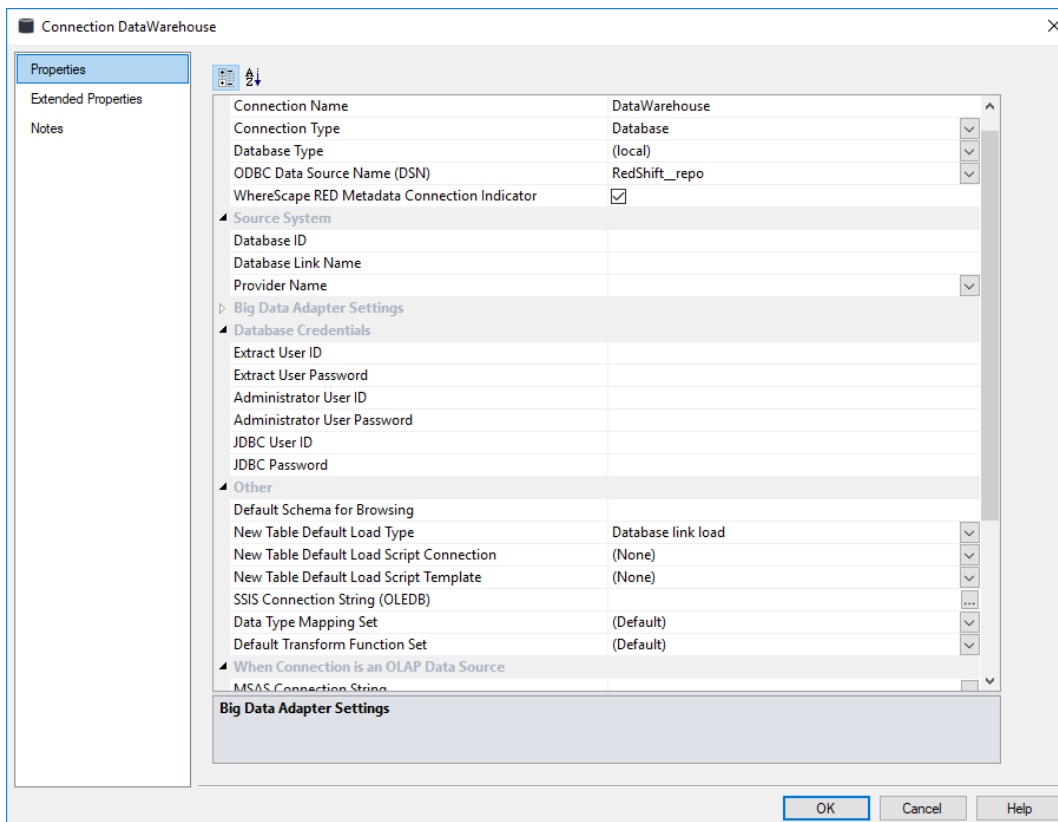 Connection DataWarehouse
Properties
Extended Properties
Notes
Connection Name DataWarehouse
Connection Type Database
Database Type (local)
ODBC Data Source Name (DSN) RedShift__repo
WhereScape RED Metadata Connection Indicator
Source System
Database ID
Database Link Name
Provider Name
Big Data Adapter Settings
Database Credentials
Extract User ID
Extract User Password
Administrator User ID
Administrator User Password
JDBC User ID
JDBC Password
Other
Default Schema for Browsing
New Table Default Load Type Database link load
New Table Default Load Script Connection (None)
New Table Default Load Script Template (None)
SSIS Connection String (OLEDB) ...
Data Type Mapping Set (Default)
Default Transform Function Set (Default)
When Connection is an OLAP Data Source
MSAS Connection String
Big Data Adapter Settings
OK Cancel Help